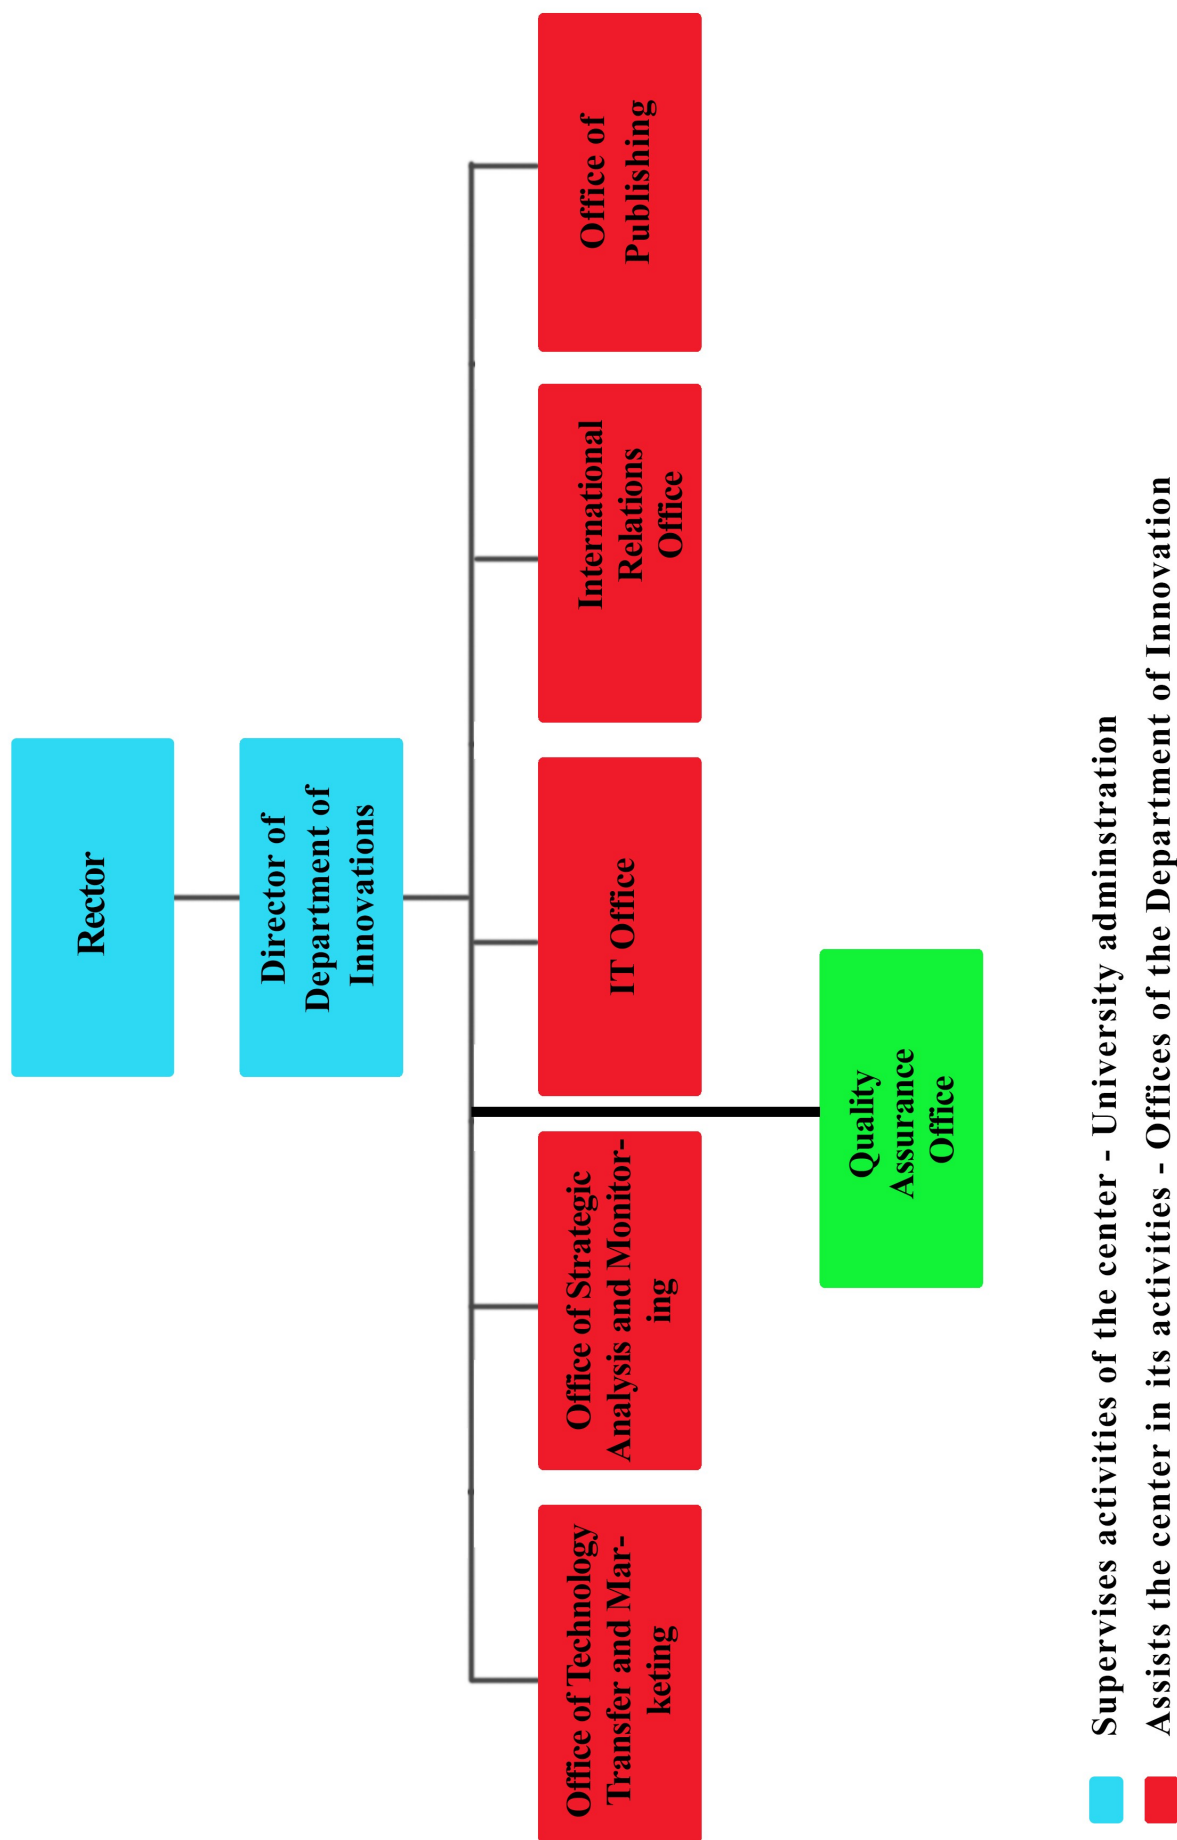 Rector
Director of
Department of
Innovations
Office of Technology
Transfer and Mar-
keting
Office of Strategic
Analysis and Monitor-
ing
IT Office
International
Relations
Office
Office of
Publishing
Quality
Assurance
Office
Supervises activities of the center - University adminstration
Assists the center in its activities - Offices of the Department of Innovation